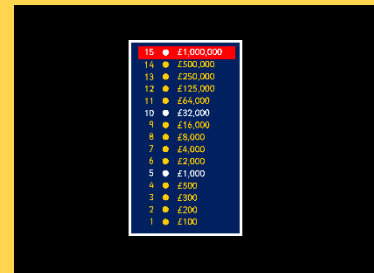 15 ● £1,000,000
14 ● £500,000
13 ● £250,000
12 ● £125,000
11 ● £64,000
10 ● £32,000
9 ● £16,000
8 ● £8,000
7 ● £4,000
6 ● £2,000
5 ● £1,000
4 ● £500
3 ● £300
2 ● £200
1 ● £100